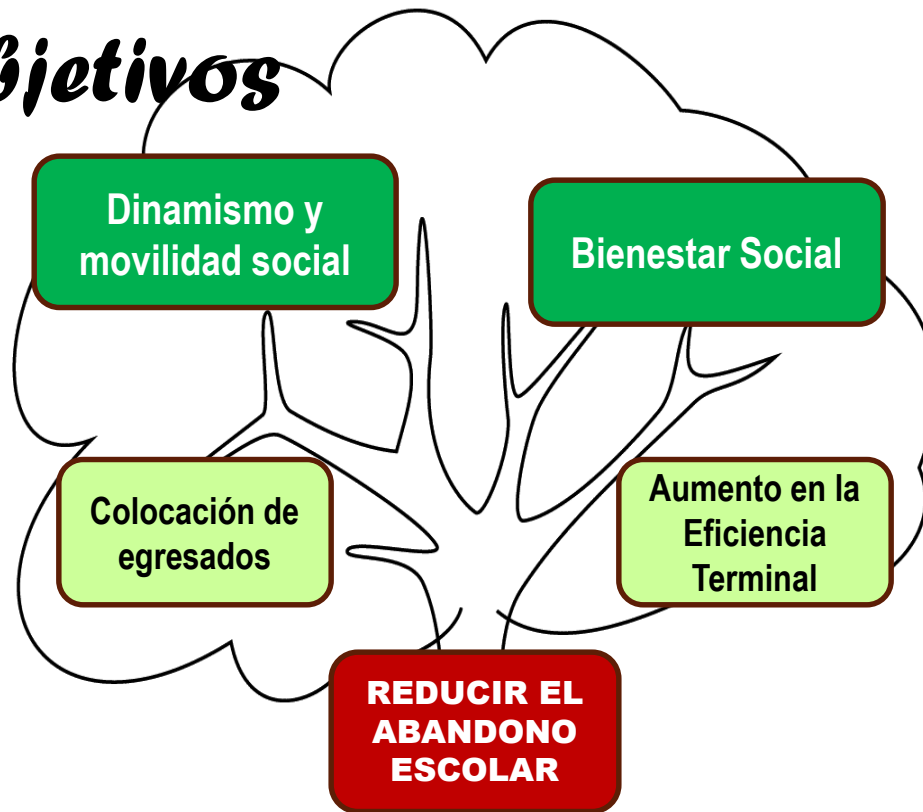 bjetivos
Dinamismo y
movilidad social
Bienestar Social
Colocación de
egresados
Aumento en la
Eficiencia
Terminal
REDUCIR EL
ABANDONO
ESCOLAR